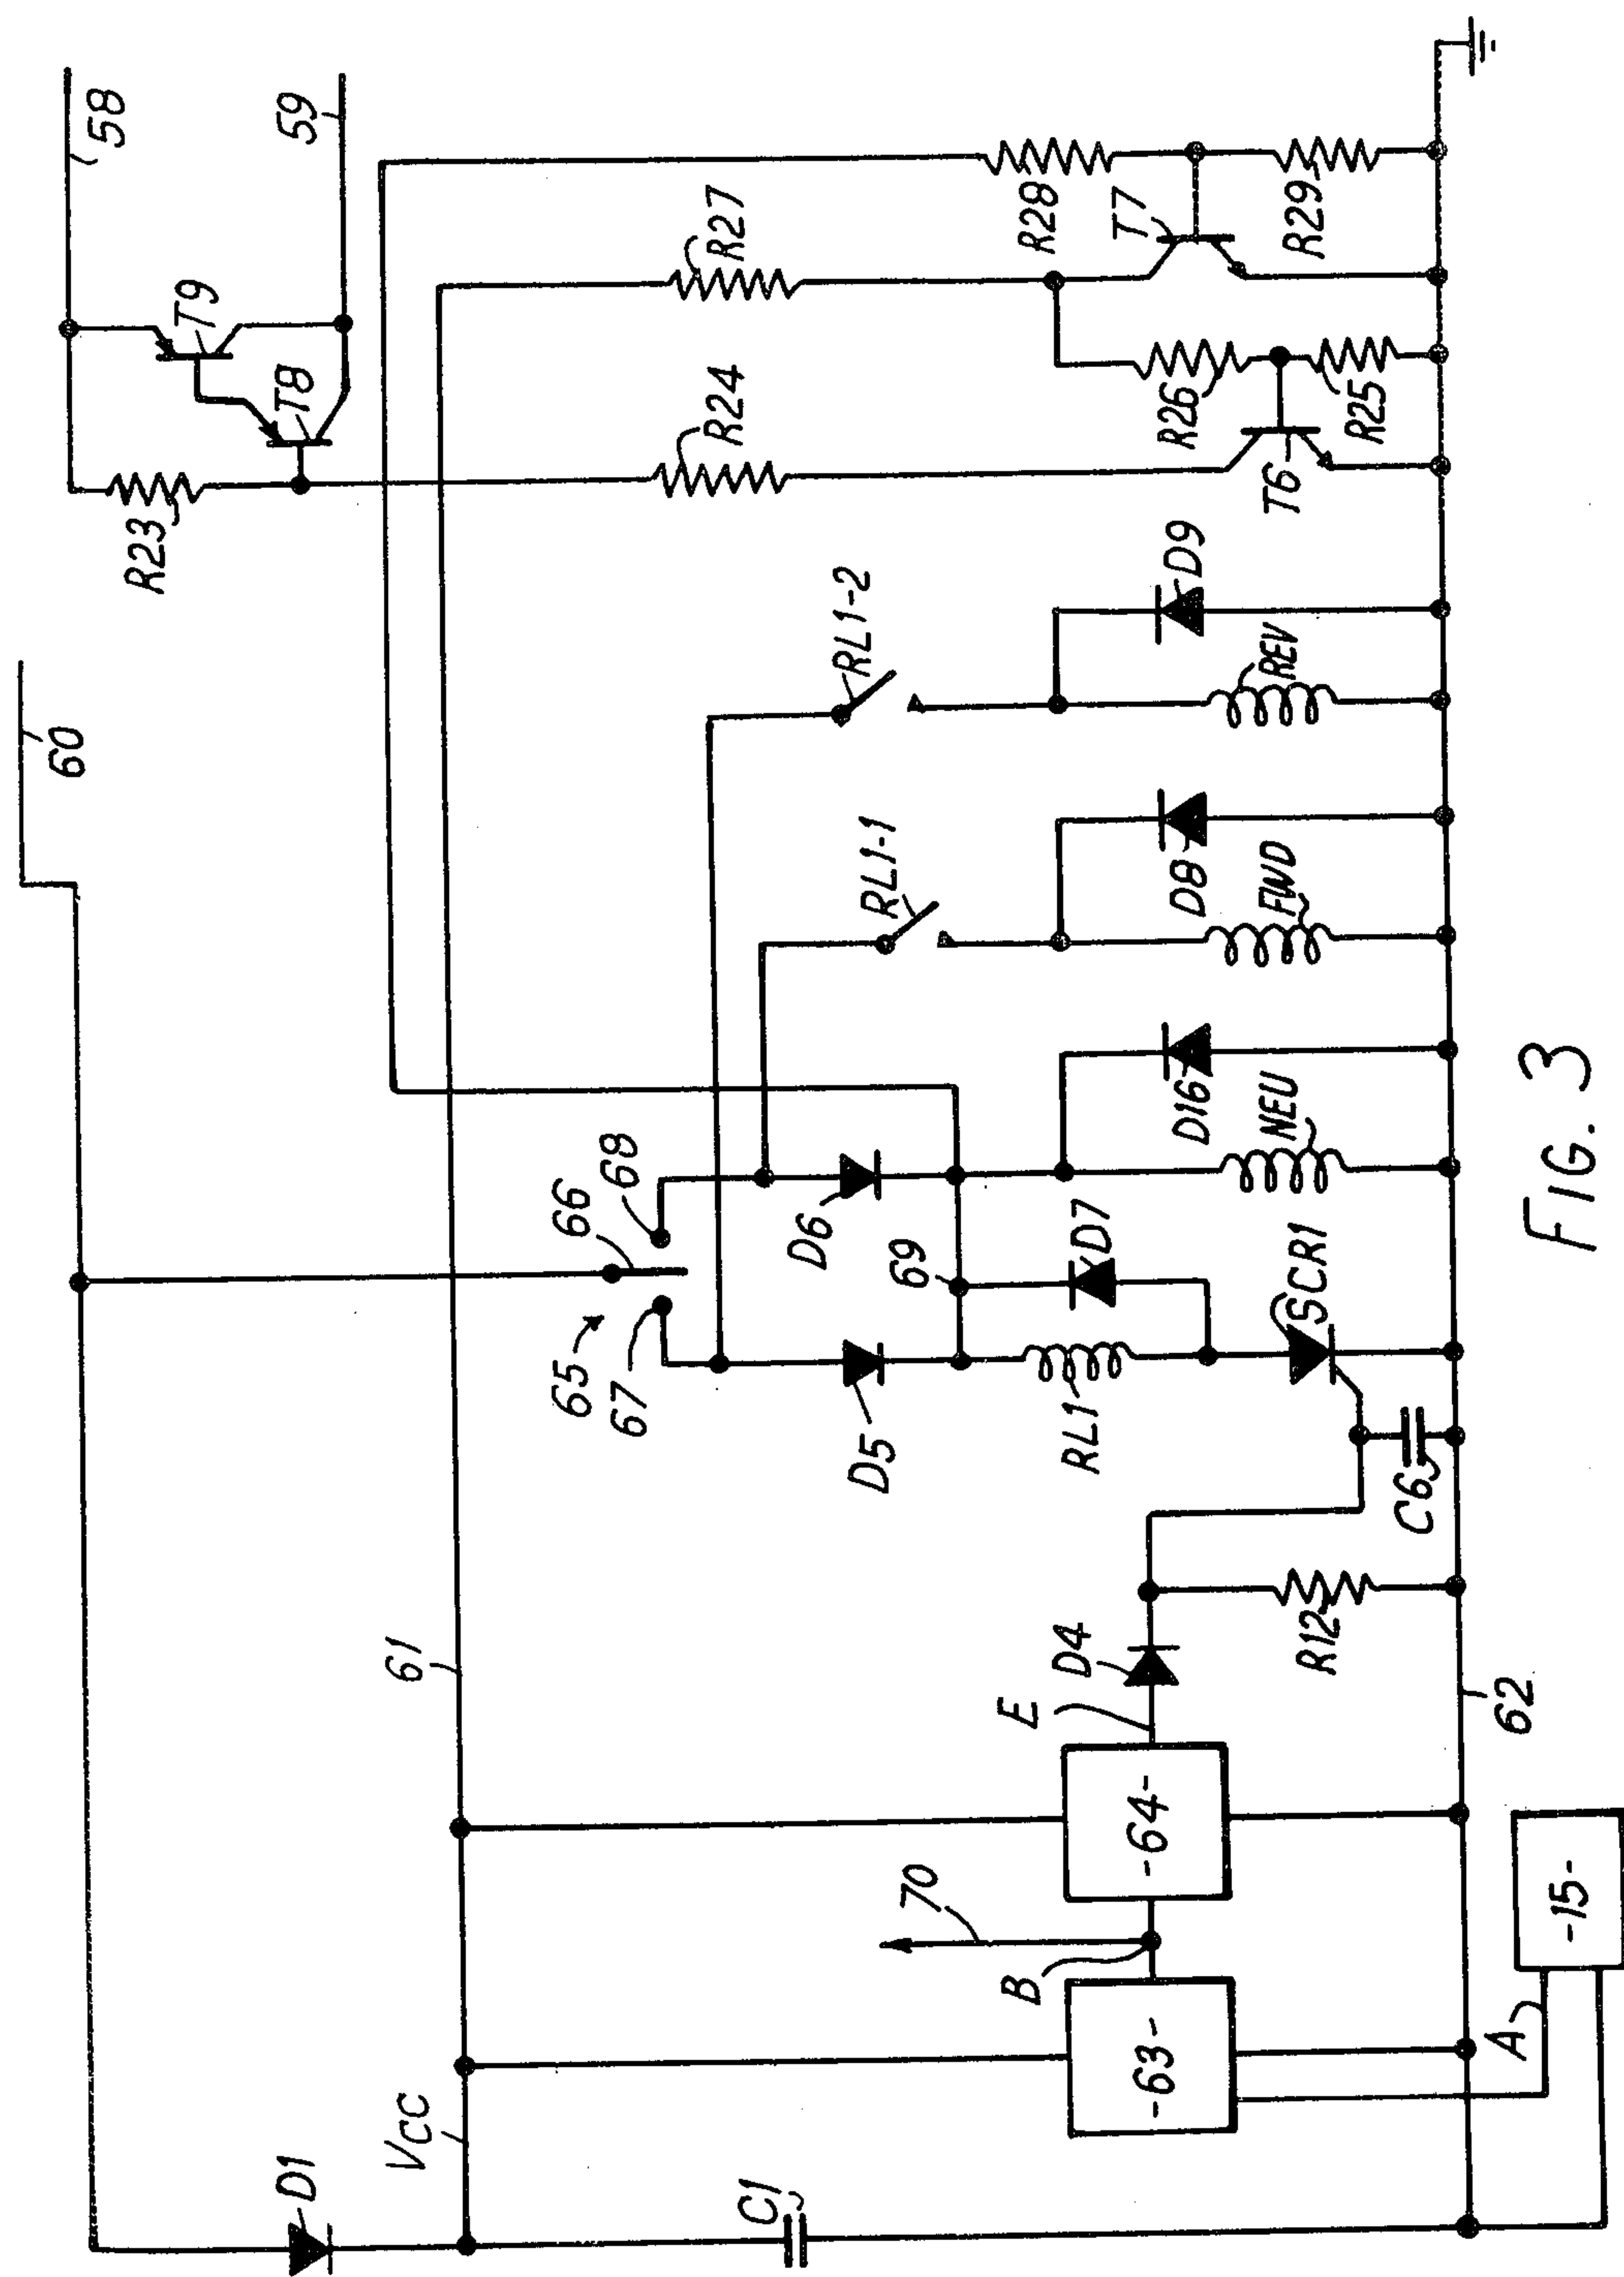 60
58
59
T9
T8
R23
R24
R27
R28
T7
R29
R26
R25
T6
RL1-2
D9
REV
RL1-1
D8
FWD
D16
NEU
68
66
65
67
D6
69
D7
D5
RL1
SCR1
C6
61
E
D4
R12
62
-64-
70
B
-63-
-15-
A
Vcc
D1
C1
FIG. 3